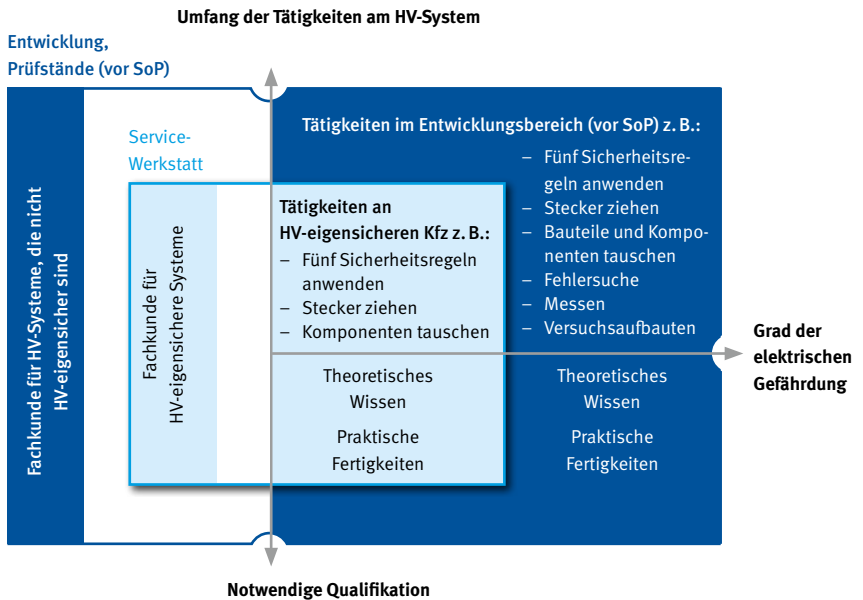 Umfang der Tätigkeiten am HV-System
Entwicklung,
Prüfstände (vor SoP)
Fachkunde für HV-Systeme, die nicht
HV-eigensicher sind
Service-
Werkstatt
Fachkunde für
HV-eigensichere Systeme
Tätigkeiten an
HV-eigensicheren Kfz z. B.:
– Fünf Sicherheitsregeln
anwenden
– Stecker ziehen
– Komponenten tauschen
Theoretisches
Wissen
Praktische
Fertigkeiten
Tätigkeiten im Entwicklungsbereich (vor SoP) z. B.:
– Fünf Sicherheitsre-
geln anwenden
– Stecker ziehen
– Bauteile und Kompo-
nenten tauschen
– Fehlersuche
– Messen
– Versuchsaufbauten
Theoretisches
Wissen
Praktische
Fertigkeiten
Grad der
elektrischen
Gefährdung
Notwendige Qualifikation